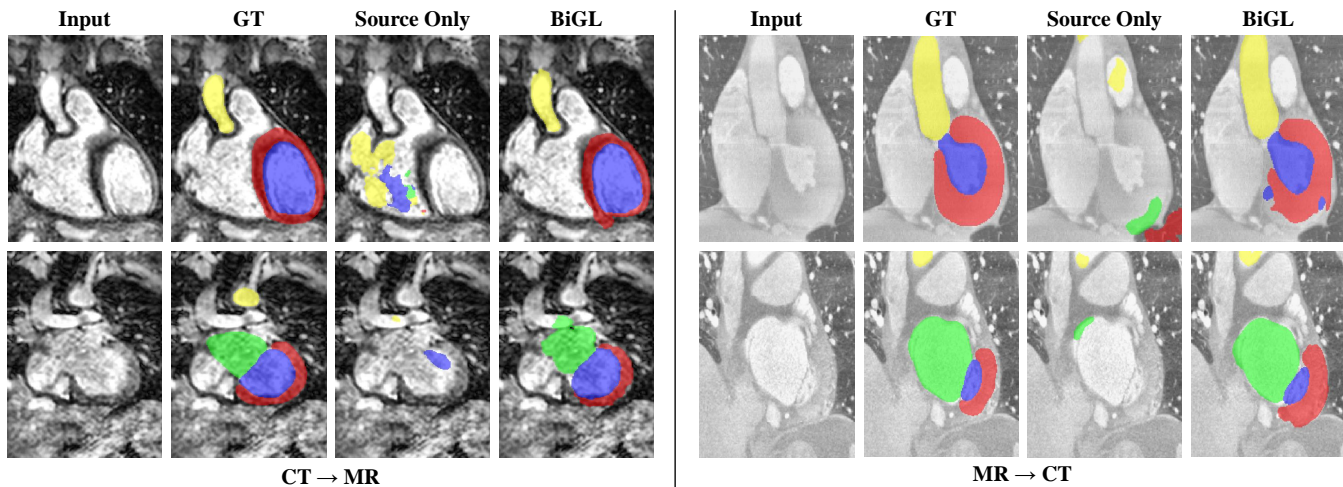 Input GT Source Only BiGL Input GT Source Only BiGL
CT → MR MR → CT